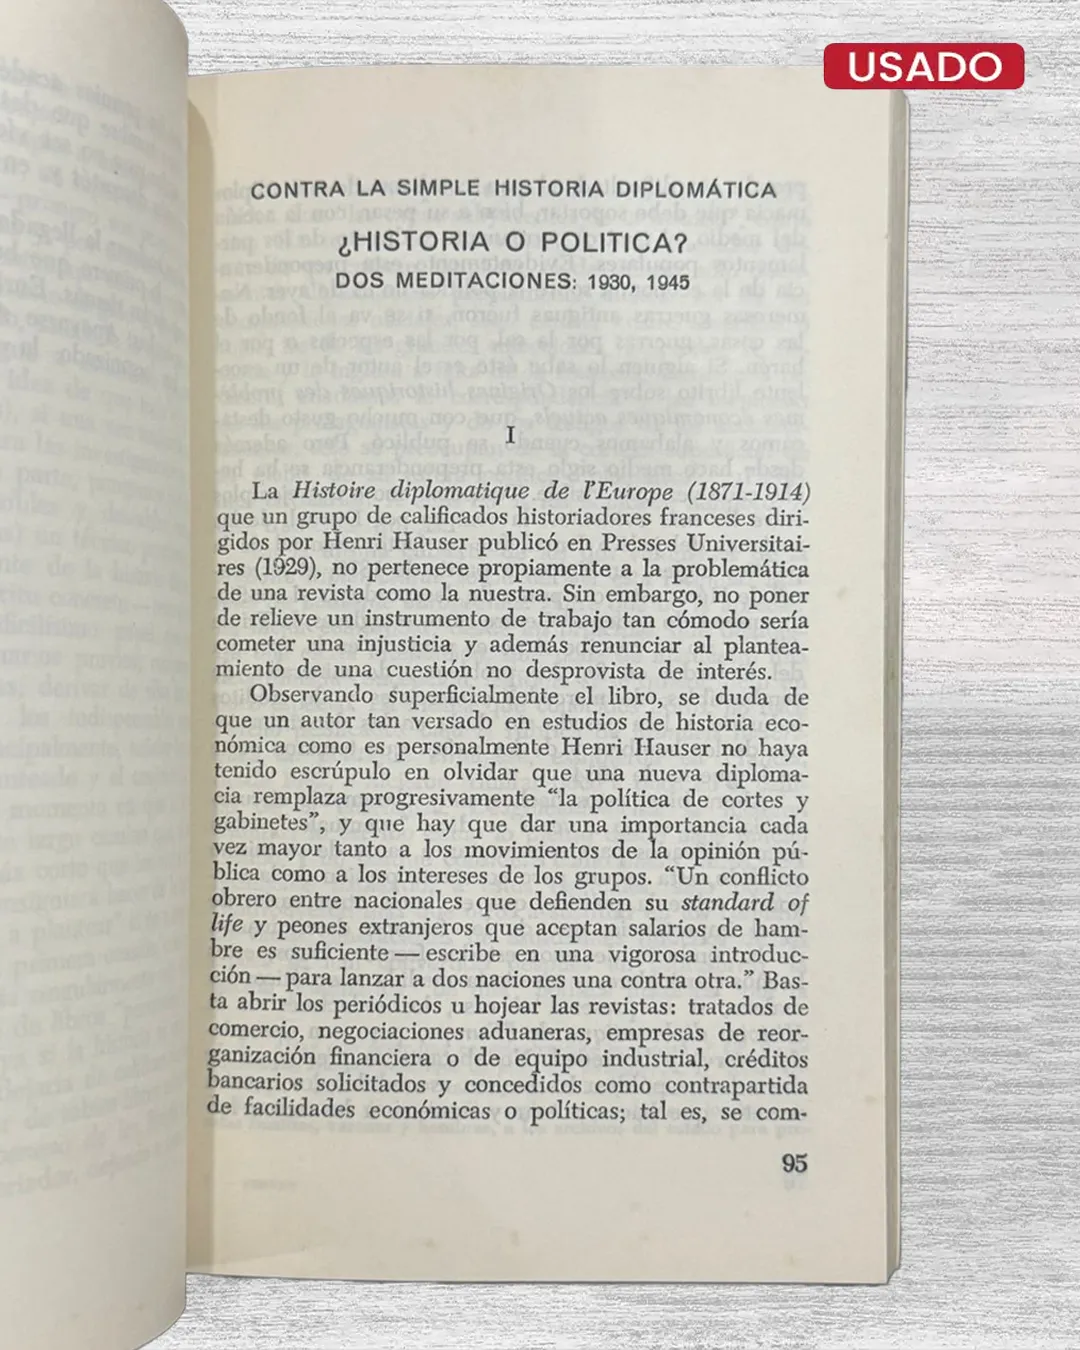 USADO
CONTRA LA SIMPLE HISTORIA DIPLOMÁTICA
¿HISTORIA O POLITICA?
DOS MEDITACIONES: 1930, 1945
I
La Histoire diplomatique de l'Europe (1871-1914)
que un grupo de calificados historiadores franceses diri-
gidos por Henri Hauser publicó en Presses Universitai-
res (1929), no pertenece propiamente a la problemática
de una revista como la nuestra. Sin embargo, no poner
de relieve un instrumento de trabajo tan cómodo sería
cometer una injusticia y además renunciar al plantea-
miento de una cuestión no desprovista de interés.
Observando superficialmente el libro, se duda de
que un autor tan versado en estudios de historia eco-
nómica como es personalmente Henri Hauser no haya
tenido escrúpulo en olvidar que una nueva diploma-
cia remplaza progresivamente “la política de cortes y
gabinetes”, y que hay que dar una importancia cada
vez mayor tanto a los movimientos de la opinión pú-
blica como a los intereses de los grupos. “Un conflicto
obrero entre nacionales que defienden su standard of
life y peones extranjeros que aceptan salarios de ham-
bre es suficiente — escribe en una vigorosa introduc-
ción — para lanzar a dos naciones una contra otra.” Bas-
ta abrir los periódicos u hojear las revistas: tratados de
comercio, negociaciones aduaneras, empresas de reor-
ganización financiera o de equipo industrial, créditos
bancarios solicitados y concedidos como contrapartida
de facilidades económicas o políticas; tal es, se com-
95